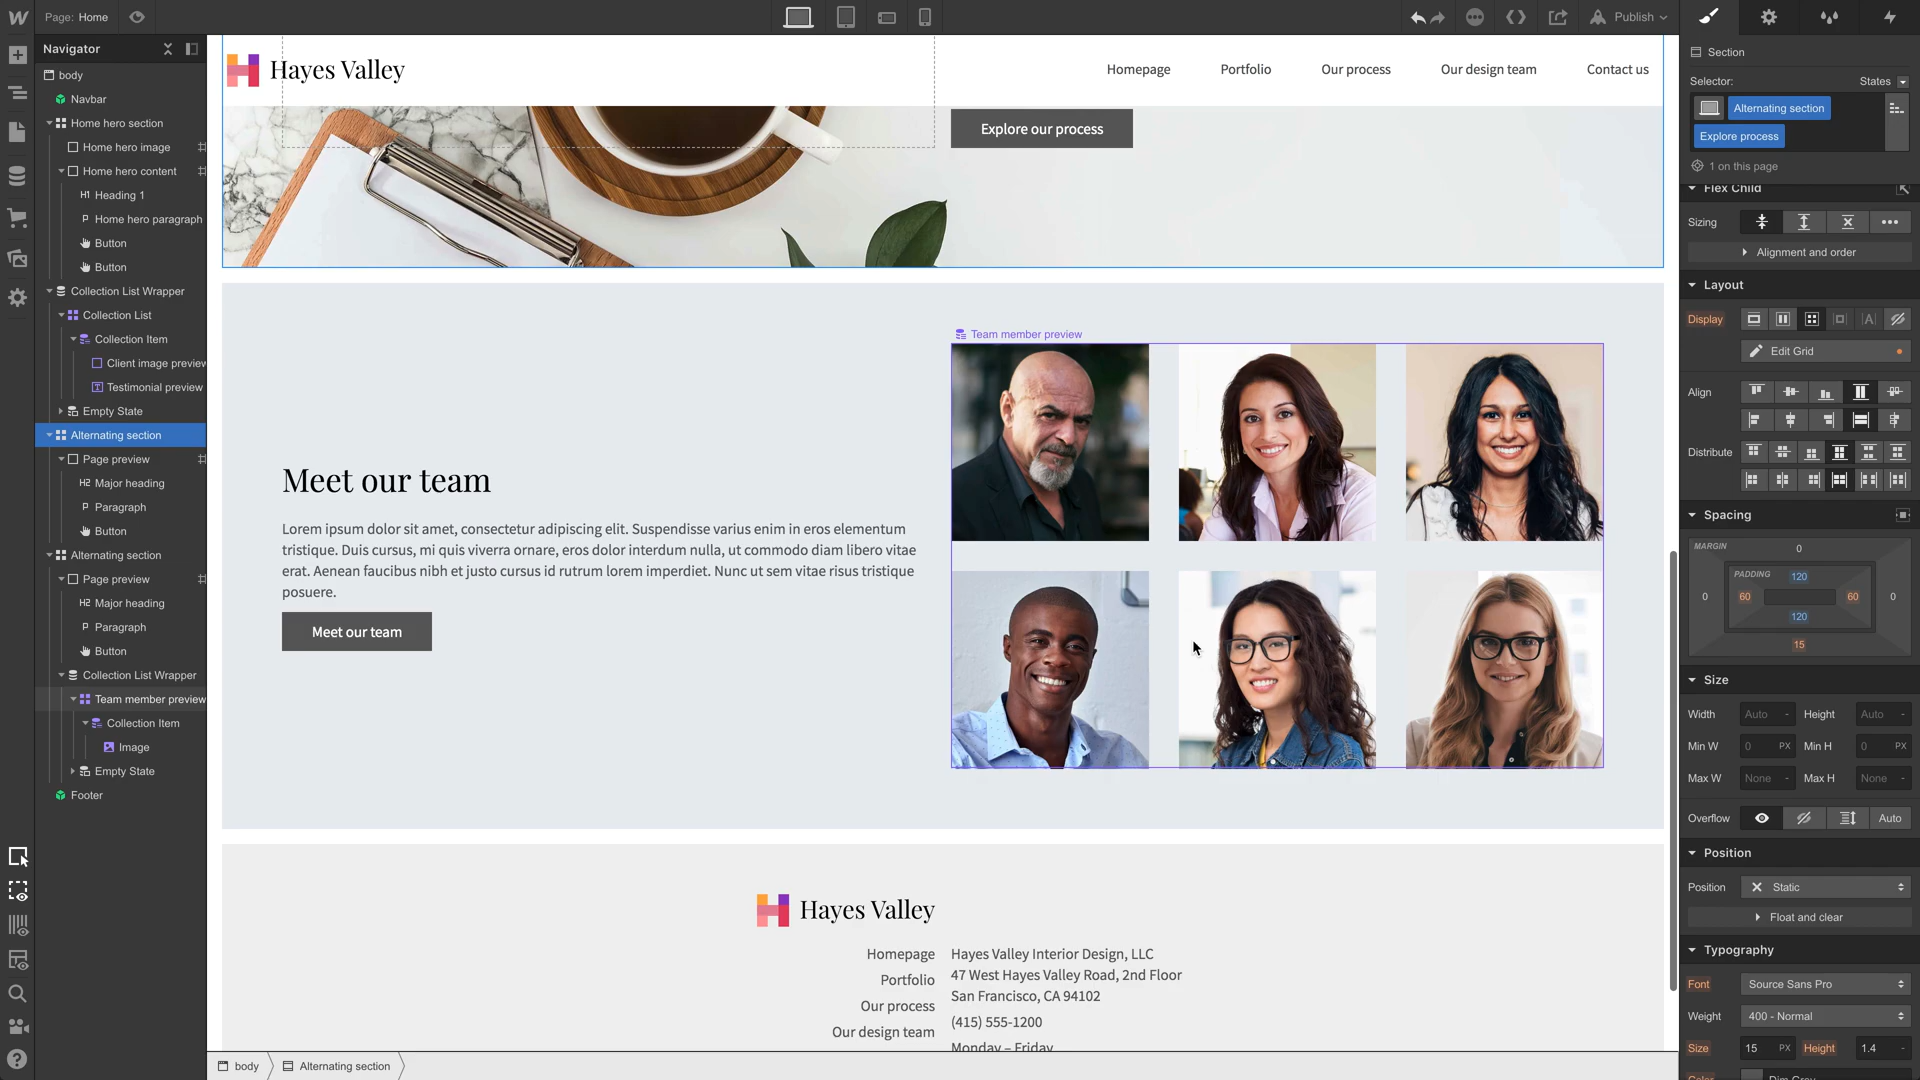 Page: Home
Publish
Navigator
body
Navbar
Home hero section
Home hero image
Home hero content
H1 Heading 1
P Home hero paragraph
Button
Button
Collection List Wrapper
Collection List
Collection Item
Client image preview
Testimonial preview
Empty State
Alternating section
Page preview
H2 Major heading
P Paragraph
Button
Alternating section
Page preview
H2 Major heading
P Paragraph
Button
Collection List Wrapper
Team member preview
Collection Item
Image
Empty State
Footer
Hayes Valley
Homepage
Portfolio
Our process
Our design team
Contact us
Explore our process
Team member preview
Meet our team
Lorem ipsum dolor sit amet, consectetur adipiscing elit. Suspendisse varius enim in eros elementum
tristique. Duis cursus, mi quis viverra ornare, eros dolor interdum nulla, ut commodo diam libero vitae
erat. Aenean faucibus nibh et justo cursus id rutrum lorem imperdiet. Nunc ut sem vitae risus tristique
posuere.
Meet our team
Hayes Valley
Homepage
Portfolio
Our process
Our design team
Hayes Valley Interior Design, LLC
47 West Hayes Valley Road, 2nd Floor
San Francisco, CA 94102
(415) 555-1200
Monday – Friday
body
Alternating section
Section
Selector:
States
Alternating section
Explore process
1 on this page
Flex Child
Sizing
Alignment and order
Layout
Display
Edit Grid
Align
Distribute
Spacing
MARGIN
0
PADDING
120
0
60
60
0
120
15
Size
Width Auto - Height Auto -
Min W 0 PX Min H 0 PX
Max W None - Max H None -
Overflow Auto
Position
Position Static
Float and clear
Typography
Font Source Sans Pro
Weight 400 - Normal
Size 15 PX Height 1.4 -
Color Dim Gray